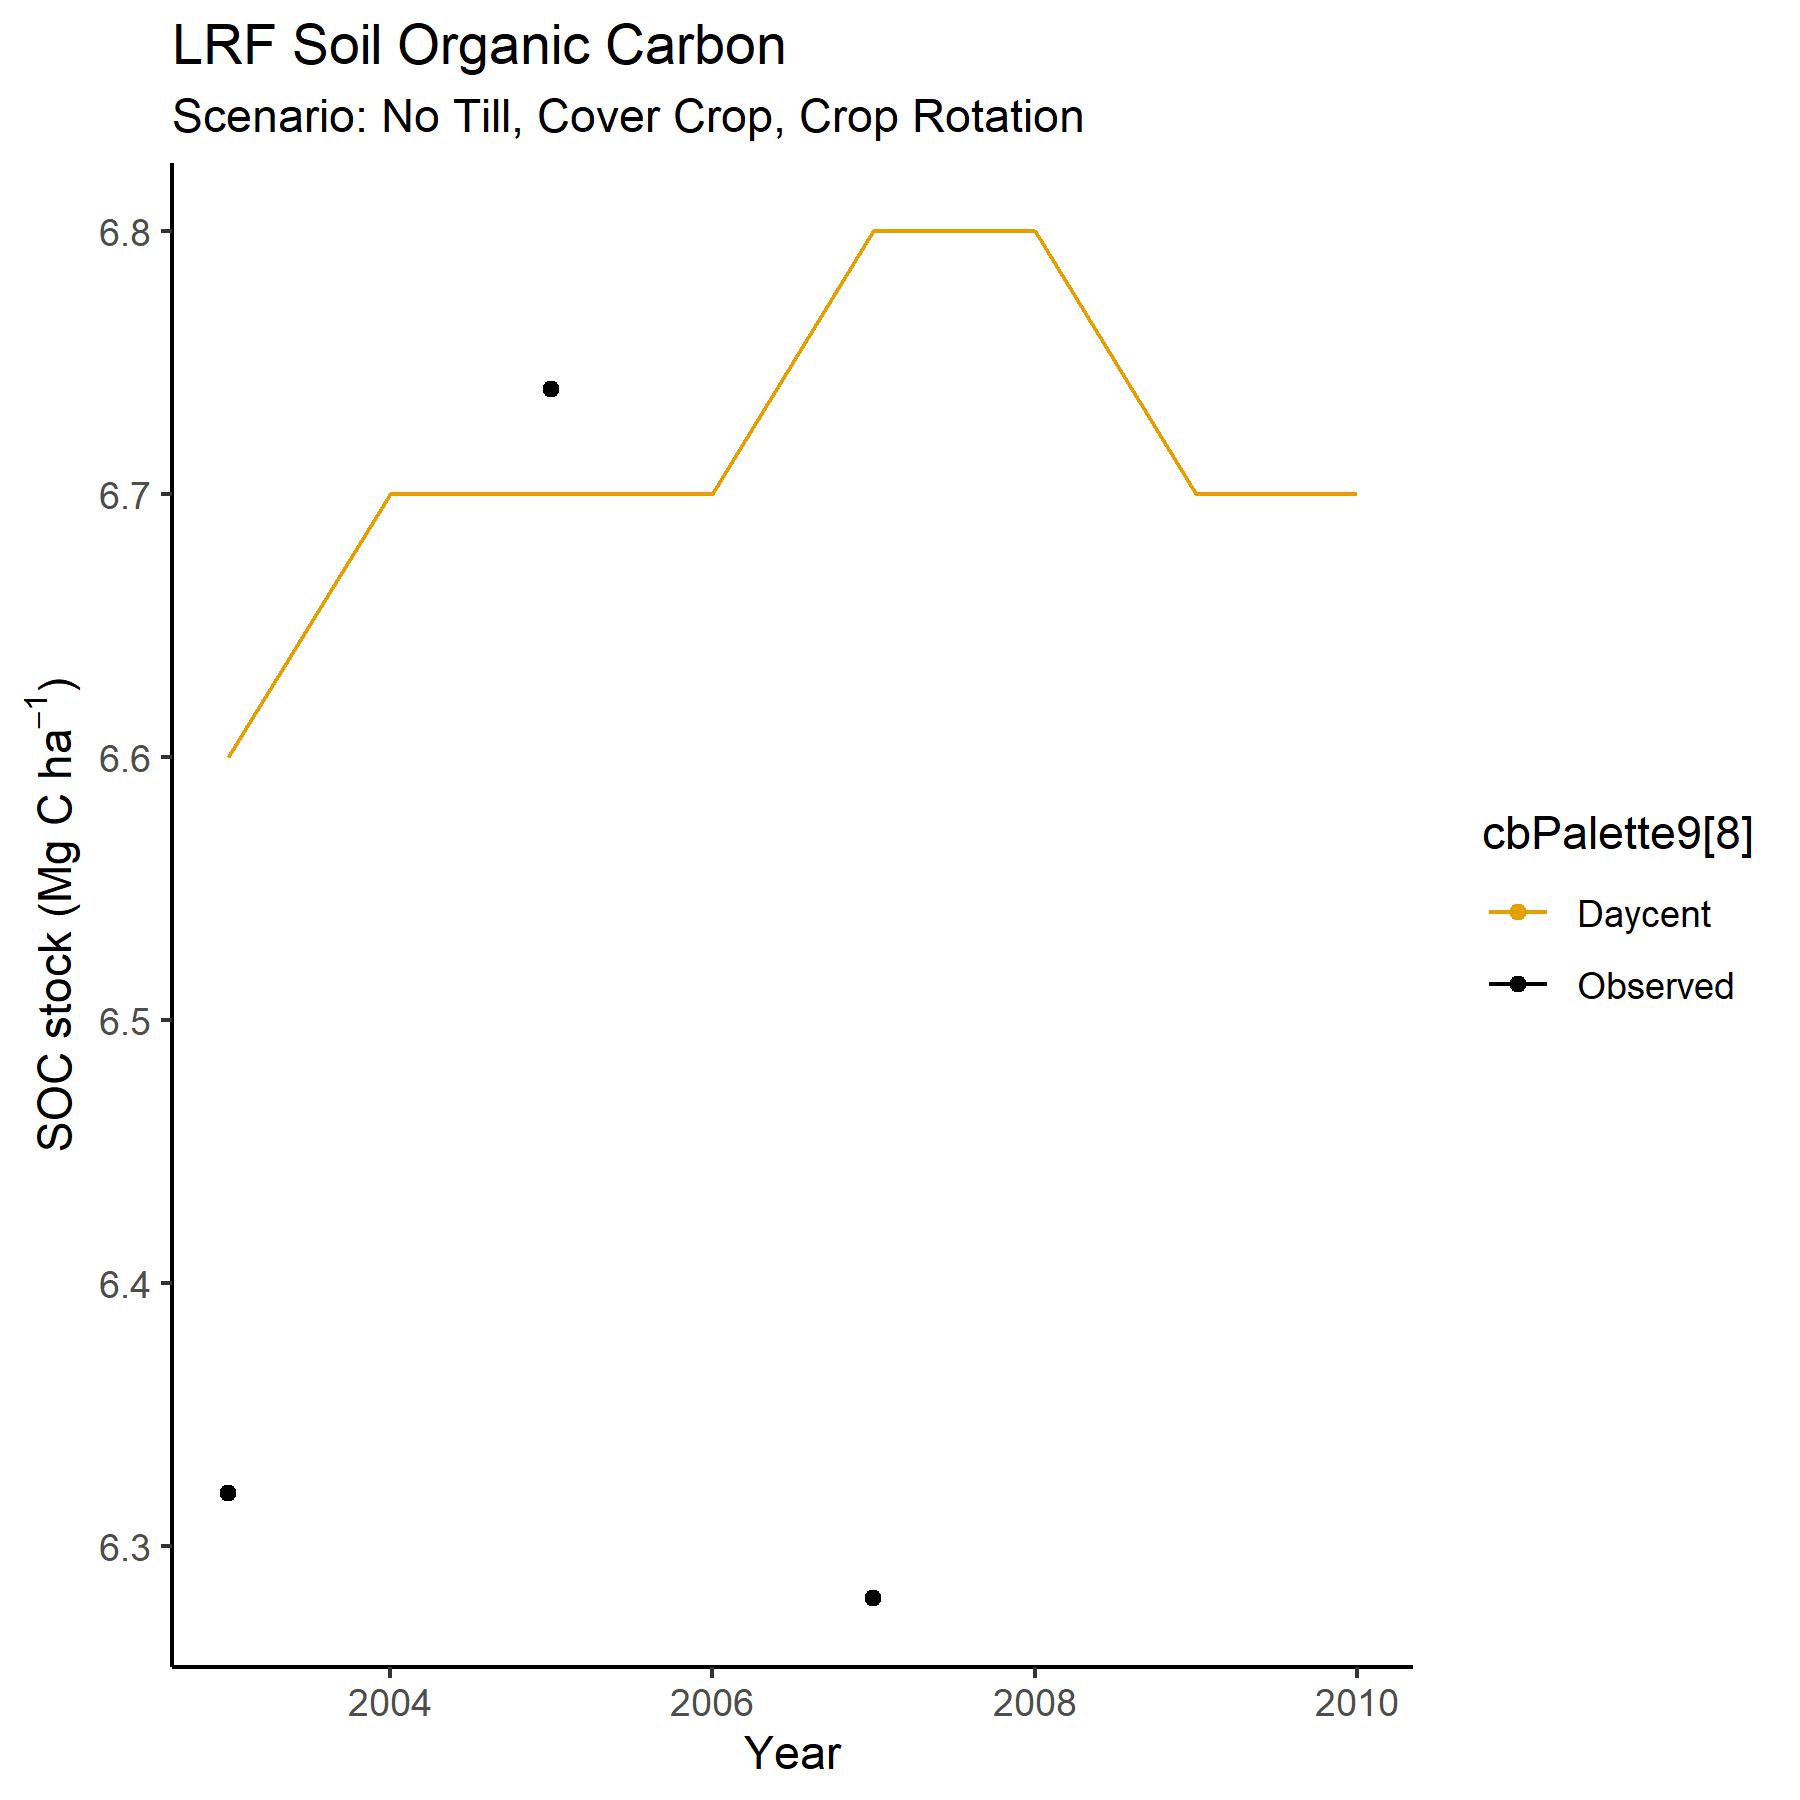 LRF Soil Organic Carbon
Scenario: No Till, Cover Crop, Crop Rotation
SOC stock (Mg C ha⁻¹)
6.8
6.7
6.6
6.5
6.4
6.3
2004 2006 2008 2010
Year
cbPalette9[8]
Daycent
Observed